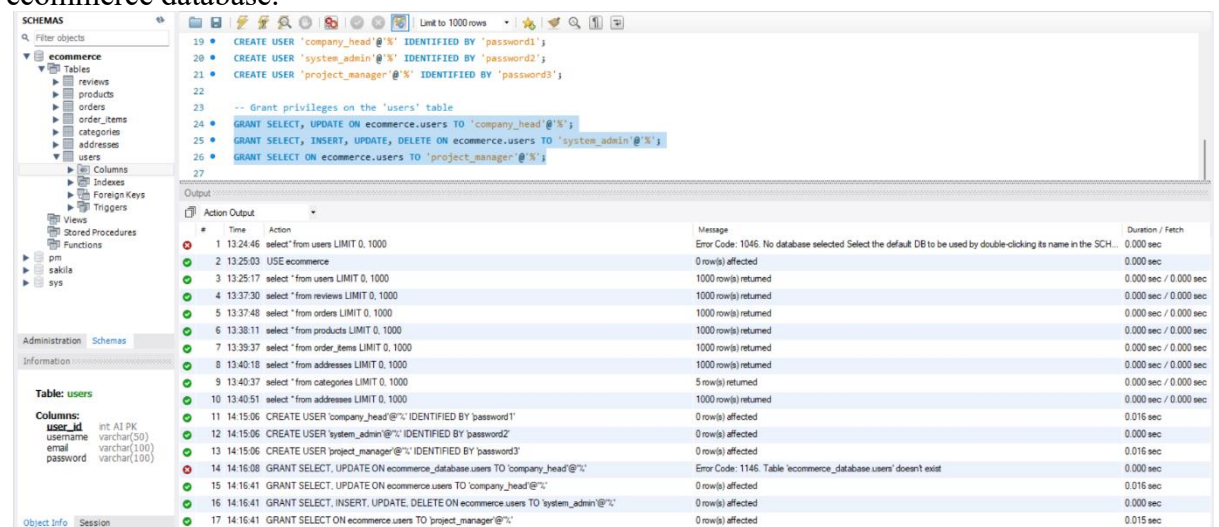 ecommerce database.
SCHEMAS
Filter objects
ecommerce
Tables
reviews
products
orders
order_items
categories
addresses
users
Columns
Indexes
Foreign Keys
Triggers
Views
Stored Procedures
Functions
pm
sakila
sys
Administration Schemas
Information
Table: users
Columns:
user_id int AI PK
username varchar(50)
email varchar(100)
password varchar(100)
Object Info Session
Limit to 1000 rows
19 CREATE USER 'company_head'@'%' IDENTIFIED BY 'password1';
20 CREATE USER 'system_admin'@'%' IDENTIFIED BY 'password2';
21 CREATE USER 'project_manager'@'%' IDENTIFIED BY 'password3';
22
23 -- Grant privileges on the 'users' table
24 GRANT SELECT, UPDATE ON ecommerce.users TO 'company_head'@'%';
25 GRANT SELECT, INSERT, UPDATE, DELETE ON ecommerce.users TO 'system_admin'@'%';
26 GRANT SELECT ON ecommerce.users TO 'project_manager'@'%';
27
Output
Action Output
# Time Action Message Duration / Fetch
1 13:24:46 select* from users LIMIT 0, 1000 Error Code: 1046. No database selected Select the default DB to be used by double-clicking its name in the SCH... 0.000 sec
2 13:25:03 USE ecommerce 0 row(s) affected 0.000 sec
3 13:25:17 select * from users LIMIT 0, 1000 1000 row(s) returned 0.000 sec / 0.000 sec
4 13:37:30 select * from reviews LIMIT 0, 1000 1000 row(s) returned 0.000 sec / 0.000 sec
5 13:37:48 select * from orders LIMIT 0, 1000 1000 row(s) returned 0.000 sec / 0.000 sec
6 13:38:11 select * from products LIMIT 0, 1000 1000 row(s) returned 0.000 sec / 0.000 sec
7 13:39:37 select * from order_items LIMIT 0, 1000 1000 row(s) returned 0.000 sec / 0.000 sec
8 13:40:18 select * from addresses LIMIT 0, 1000 1000 row(s) returned 0.000 sec / 0.000 sec
9 13:40:37 select * from categories LIMIT 0, 1000 5 row(s) returned 0.000 sec / 0.000 sec
10 13:40:51 select * from addresses LIMIT 0, 1000 1000 row(s) returned 0.000 sec / 0.000 sec
11 14:15:06 CREATE USER 'company_head'@'%' IDENTIFIED BY 'password1' 0 row(s) affected 0.016 sec
12 14:15:06 CREATE USER 'system_admin'@'%' IDENTIFIED BY 'password2' 0 row(s) affected 0.000 sec
13 14:15:06 CREATE USER 'project_manager'@'%' IDENTIFIED BY 'password3' 0 row(s) affected 0.016 sec
14 14:16:08 GRANT SELECT, UPDATE ON ecommerce_database.users TO 'company_head'@'%' Error Code: 1146. Table 'ecommerce_database.users' doesn't exist 0.000 sec
15 14:16:41 GRANT SELECT, UPDATE ON ecommerce.users TO 'company_head'@'%' 0 row(s) affected 0.016 sec
16 14:16:41 GRANT SELECT, INSERT, UPDATE, DELETE ON ecommerce.users TO 'system_admin'@'%' 0 row(s) affected 0.000 sec
17 14:16:41 GRANT SELECT ON ecommerce.users TO 'project_manager'@'%' 0 row(s) affected 0.015 sec